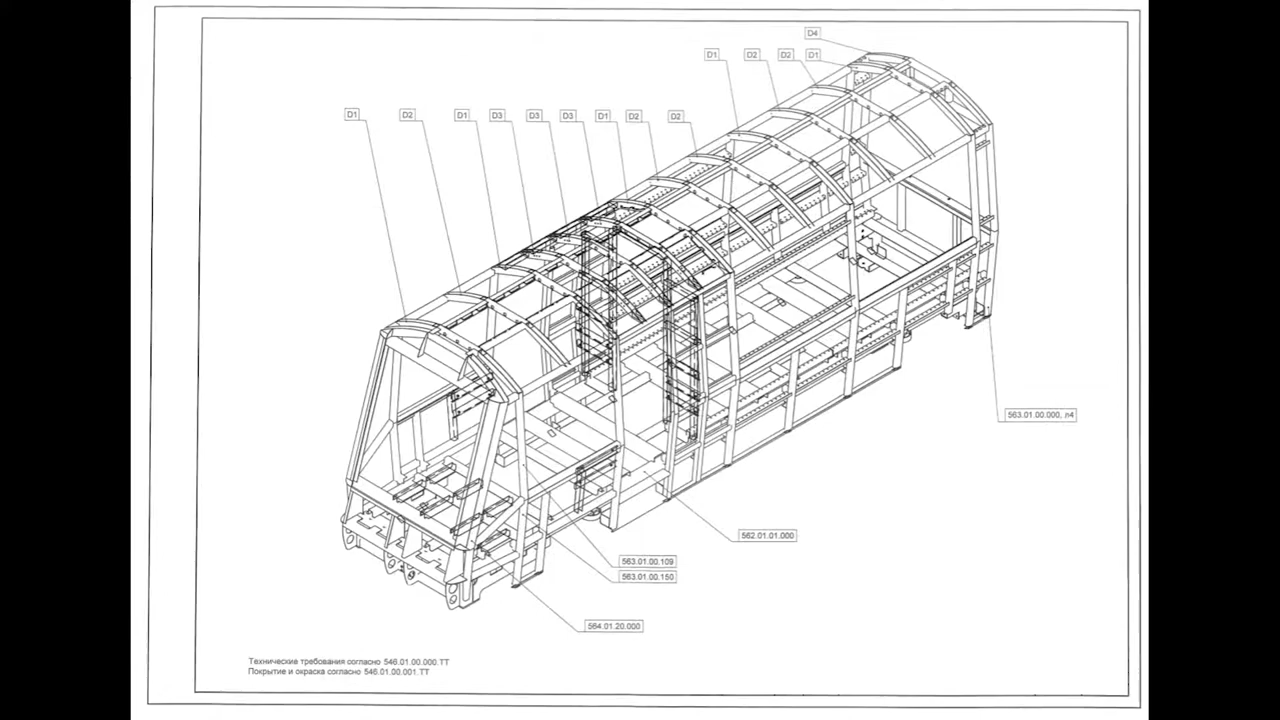 D4
D1 D2 D2 D1
D1 D2 D1 D3 D3 D3 D1 D2 D2
563.01.00.000, л4
562.01.01.000
563.01.00.109
563.01.00.150
564.01.20.000
Технические требования согласно 546.01.00.000.ТТ
Покрытие и окраска согласно 546.01.00.001.ТТ